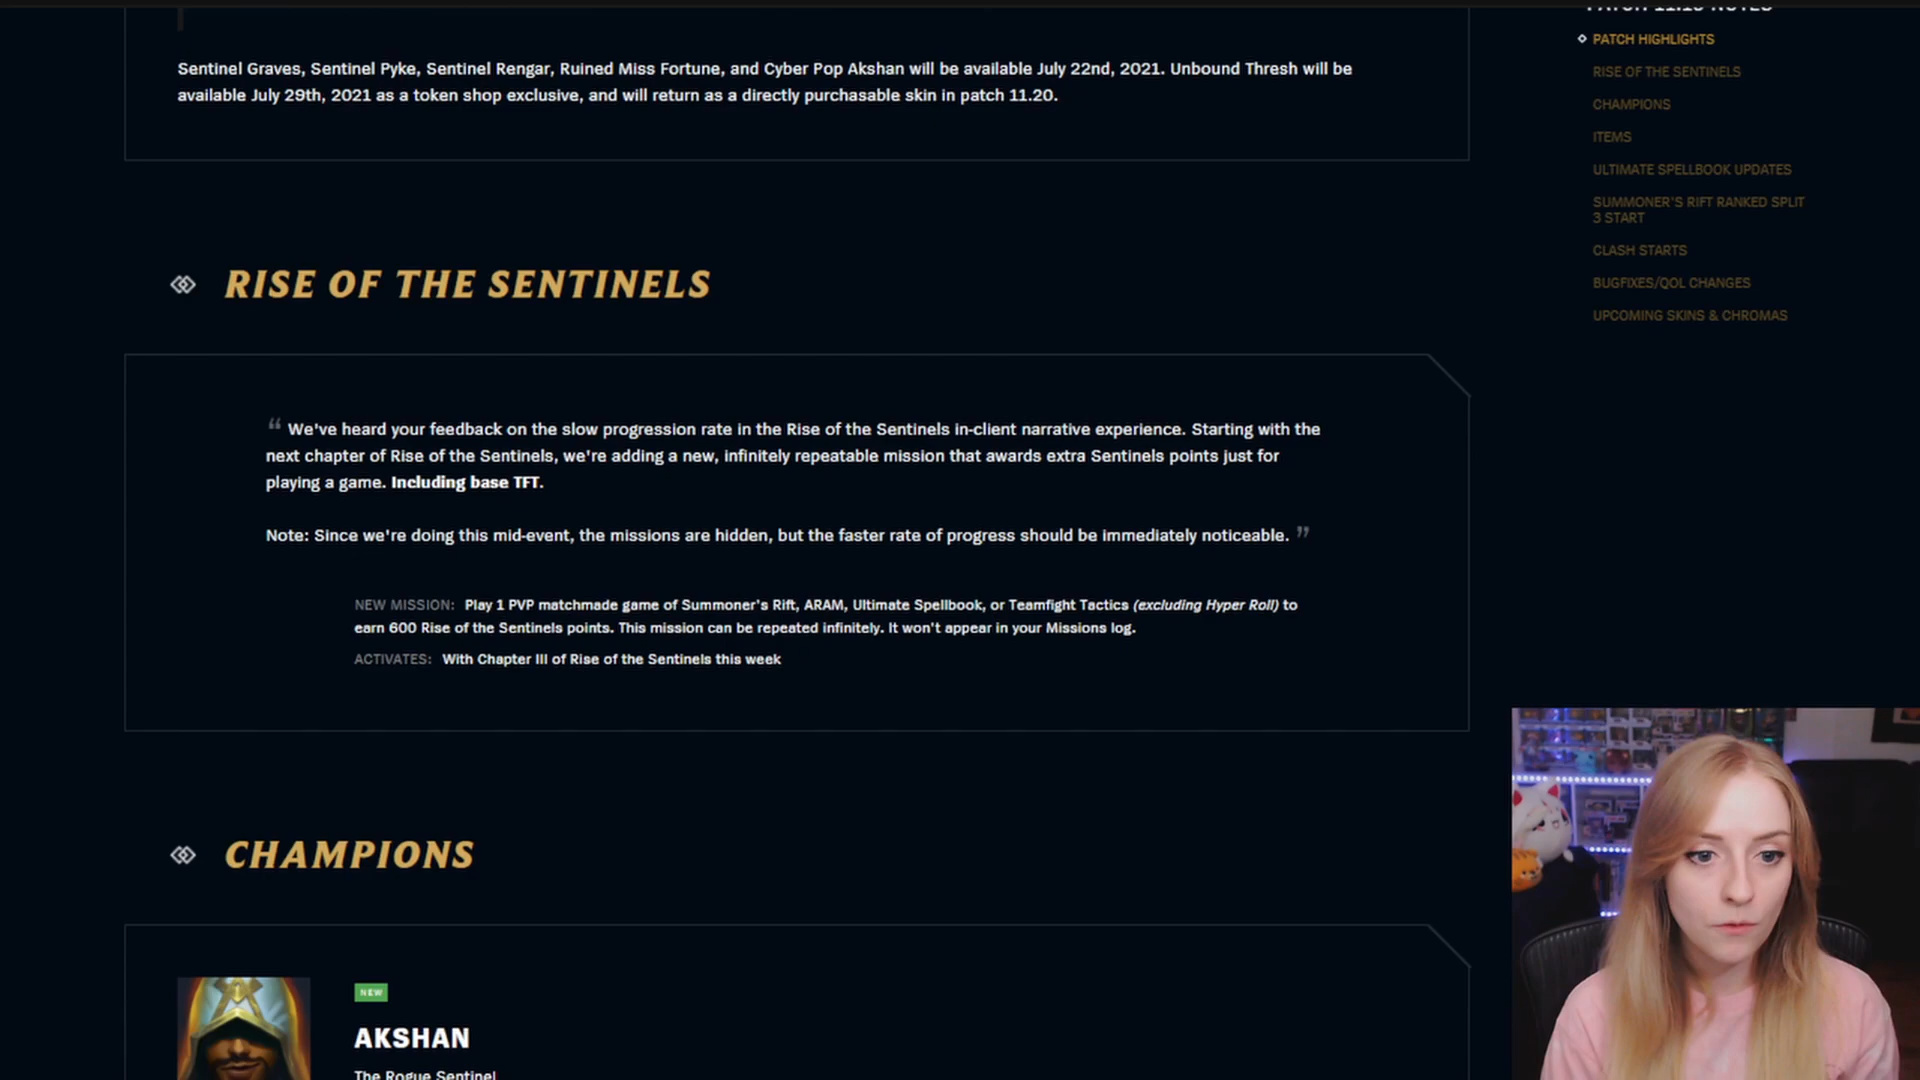 Sentinel Graves, Sentinel Pyke, Sentinel Rengar, Ruined Miss Fortune, and Cyber Pop Akshan will be available July 22nd, 2021. Unbound Thresh will be
available July 29th, 2021 as a token shop exclusive, and will return as a directly purchasable skin in patch 11.20.
RISE OF THE SENTINELS
“ We've heard your feedback on the slow progression rate in the Rise of the Sentinels in-client narrative experience. Starting with the
next chapter of Rise of the Sentinels, we're adding a new, infinitely repeatable mission that awards extra Sentinels points just for
playing a game. Including base TFT.
Note: Since we're doing this mid-event, the missions are hidden, but the faster rate of progress should be immediately noticeable. ”
NEW MISSION: Play 1 PVP matchmade game of Summoner's Rift, ARAM, Ultimate Spellbook, or Teamfight Tactics (excluding Hyper Roll) to
earn 600 Rise of the Sentinels points. This mission can be repeated infinitely. It won't appear in your Missions log.
ACTIVATES: With Chapter III of Rise of the Sentinels this week
CHAMPIONS
NEW
AKSHAN
The Rogue Sentinel
PATCH NOTES
PATCH HIGHLIGHTS
RISE OF THE SENTINELS
CHAMPIONS
ITEMS
ULTIMATE SPELLBOOK UPDATES
SUMMONER'S RIFT RANKED SPLIT
3 START
CLASH STARTS
BUGFIXES/QOL CHANGES
UPCOMING SKINS & CHROMAS